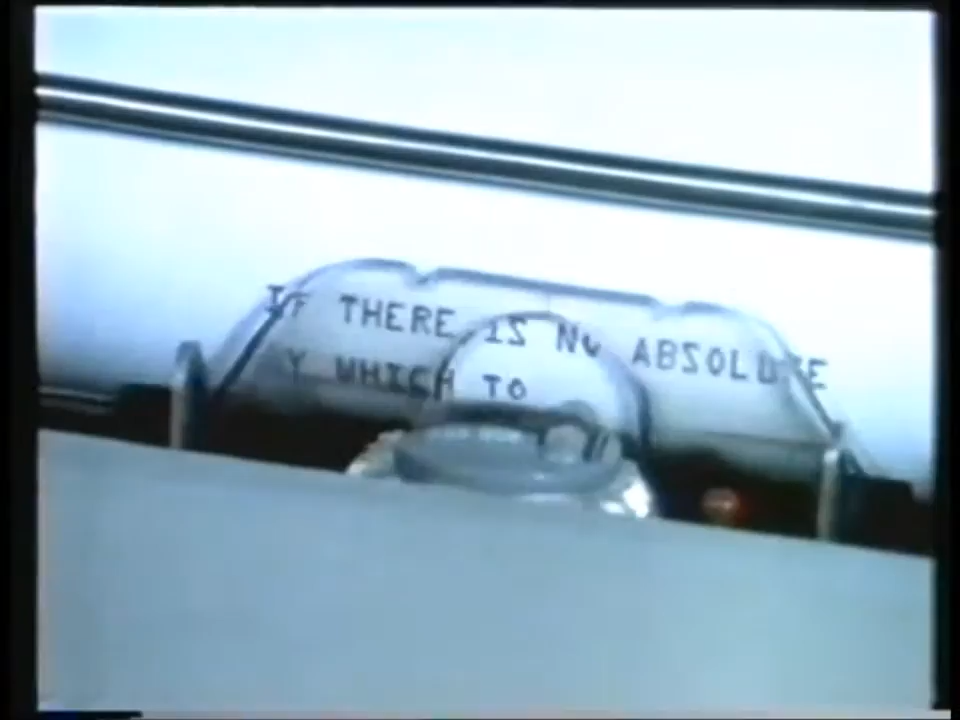 IF THERE IS NO ABSOLUTE
Y WHICH TO